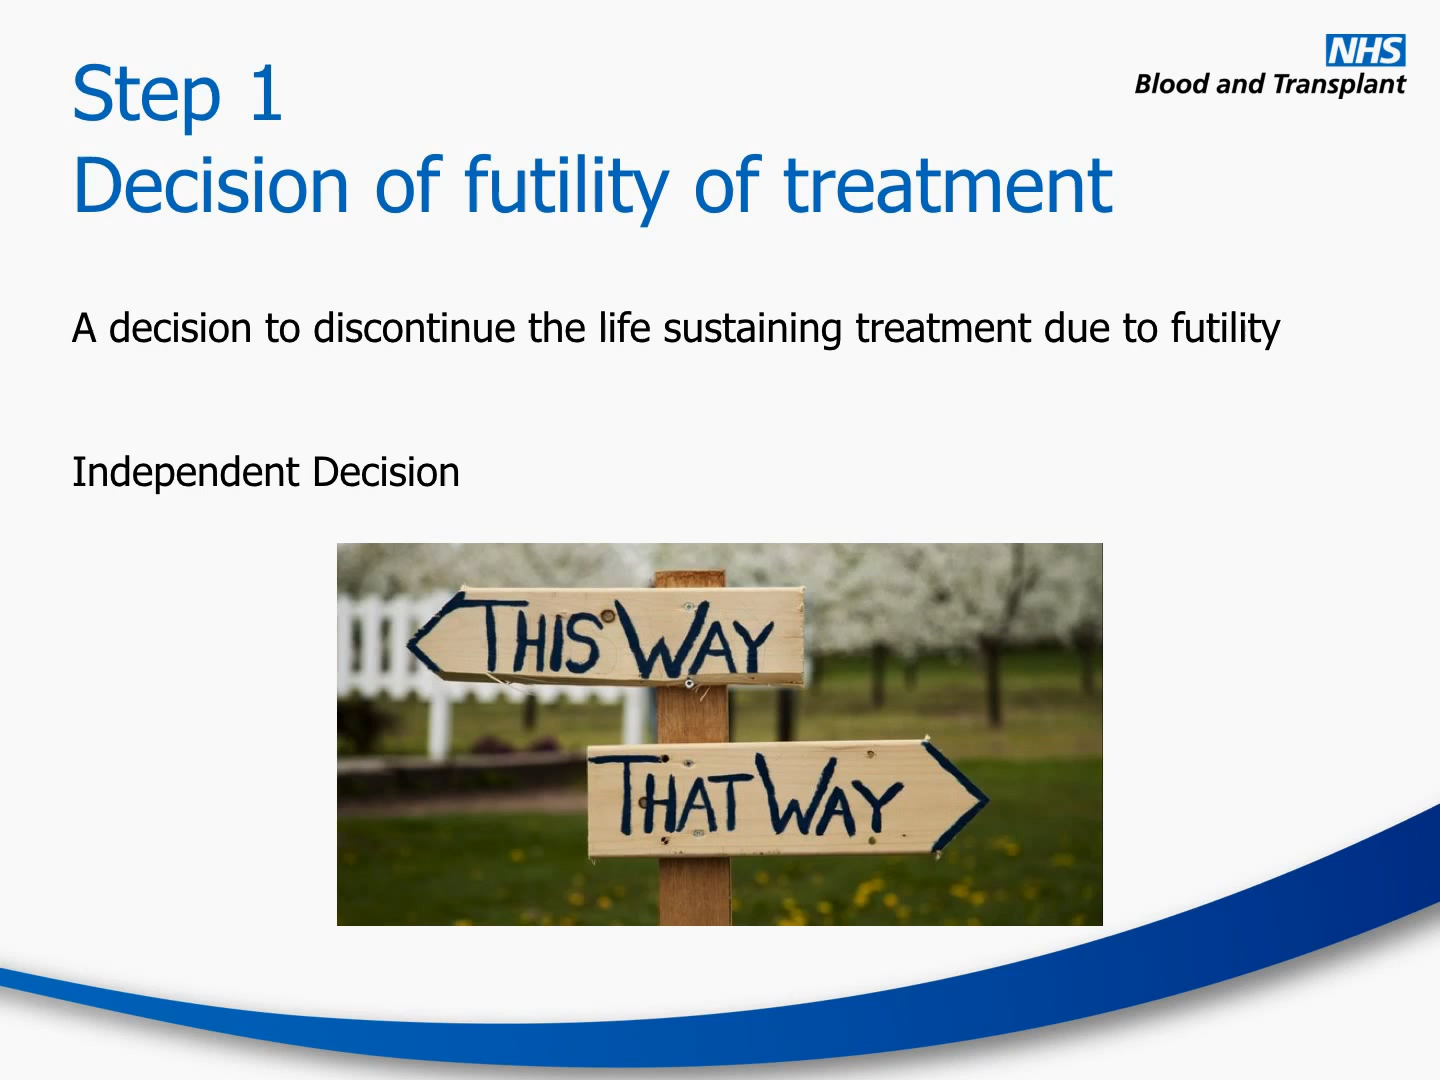 NHS
Blood and Transplant
Step 1
Decision of futility of treatment
A decision to discontinue the life sustaining treatment due to futility
Independent Decision
THIS WAY
THAT WAY